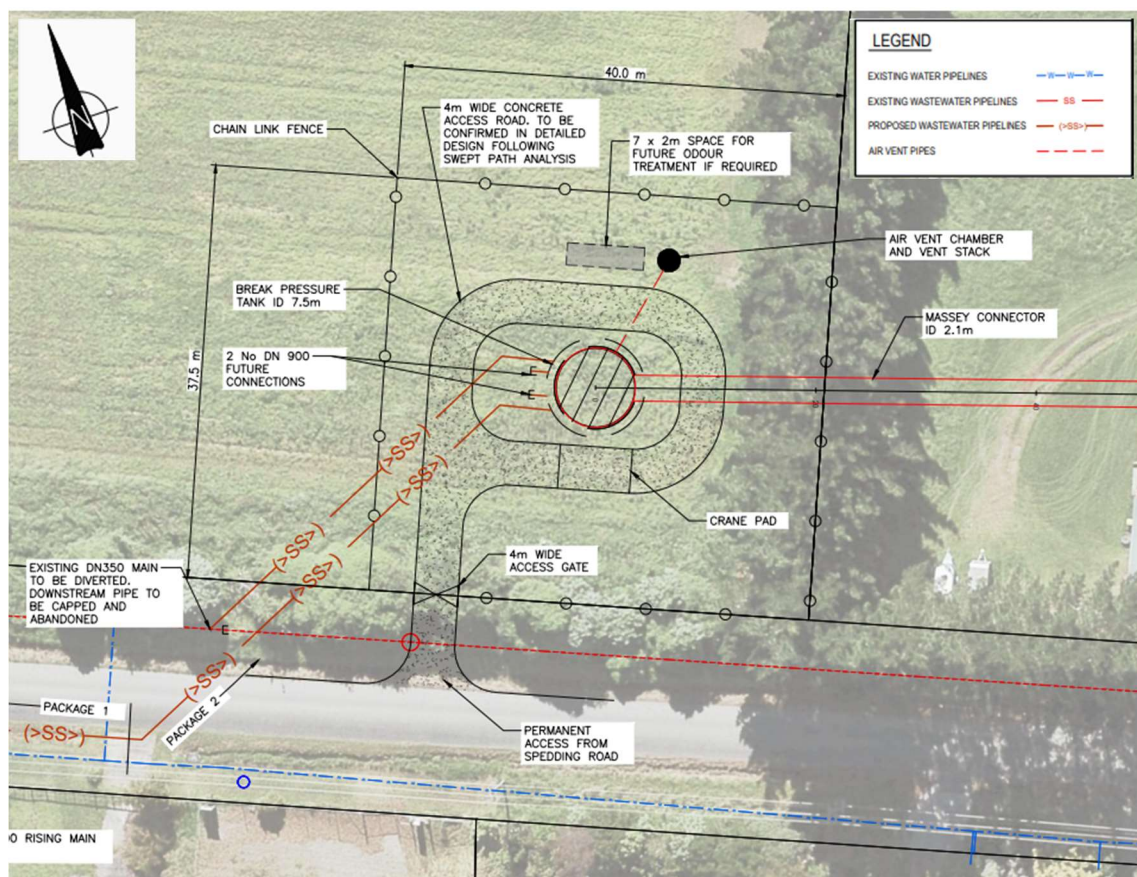 N
LEGEND
EXISTING WATER PIPELINES
W W W
EXISTING WASTEWATER PIPELINES
SS
PROPOSED WASTEWATER PIPELINES
(>SS>)
AIR VENT PIPES
40.0 m
4m WIDE CONCRETE
ACCESS ROAD. TO BE
CONFIRMED IN DETAILED
DESIGN FOLLOWING
SWEPT PATH ANALYSIS
CHAIN LINK FENCE
7 x 2m SPACE FOR
FUTURE ODOUR
TREATMENT IF REQUIRED
AIR VENT CHAMBER
AND VENT STACK
BREAK PRESSURE
TANK ID 7.5m
MASSEY CONNECTOR
ID 2.1m
37.5 m
2 No DN 900
FUTURE
CONNECTIONS
E
E
(>SS>)
(>SS>)
(>SS>)
(>SS>)
CRANE PAD
4m WIDE
ACCESS GATE
EXISTING DN350 MAIN
TO BE DIVERTED.
DOWNSTREAM PIPE TO
BE CAPPED AND
ABANDONED
E
(>SS>)
PACKAGE 1
PACKAGE 2
(>SS>)
PERMANENT
ACCESS FROM
SPEDDING ROAD
0 RISING MAIN